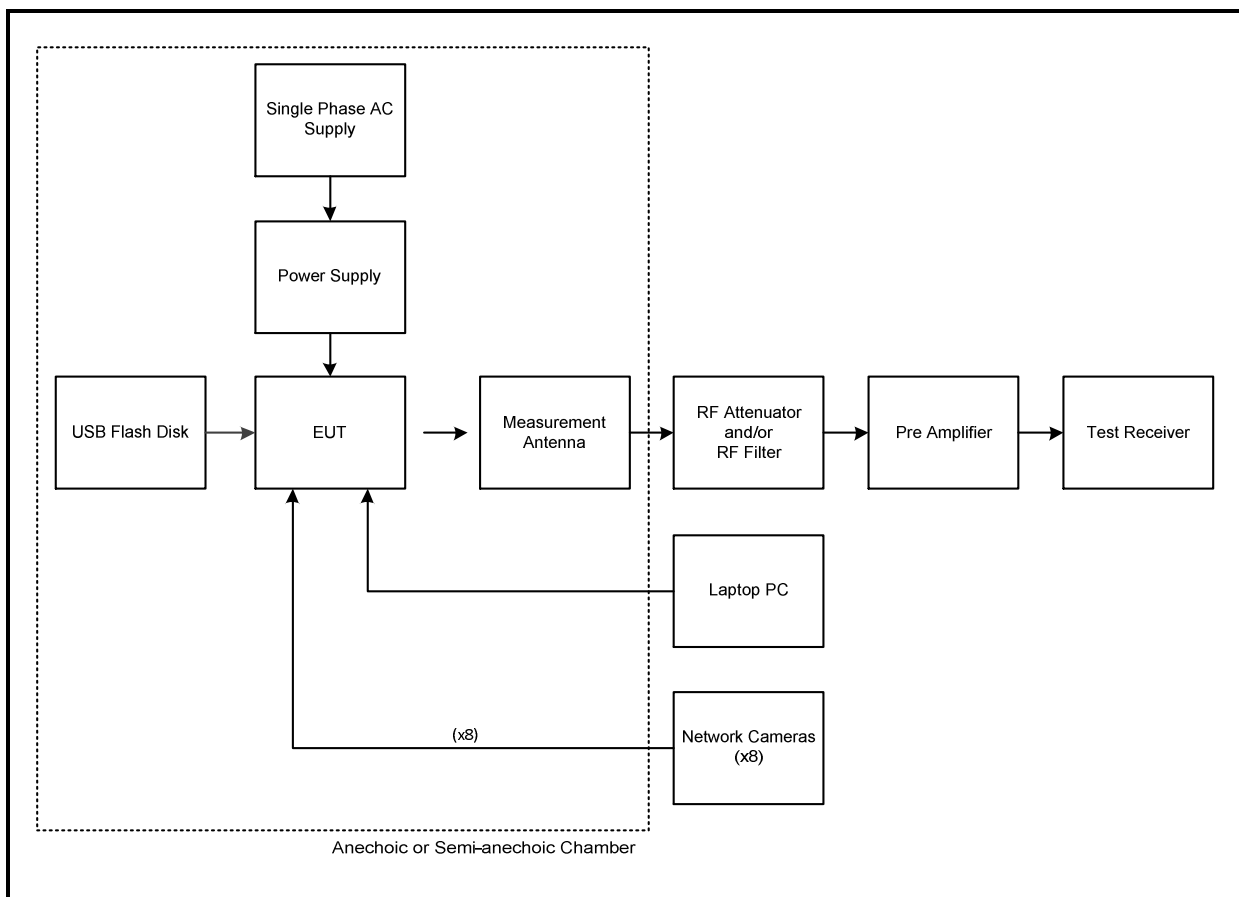 Single Phase AC
Supply
Power Supply
USB Flash Disk
EUT
Measurement
Antenna
RF Attenuator
and/or
RF Filter
Pre Amplifier
Test Receiver
Laptop PC
(x8)
Network Cameras
(x8)
Anechoic or Semi-anechoic Chamber